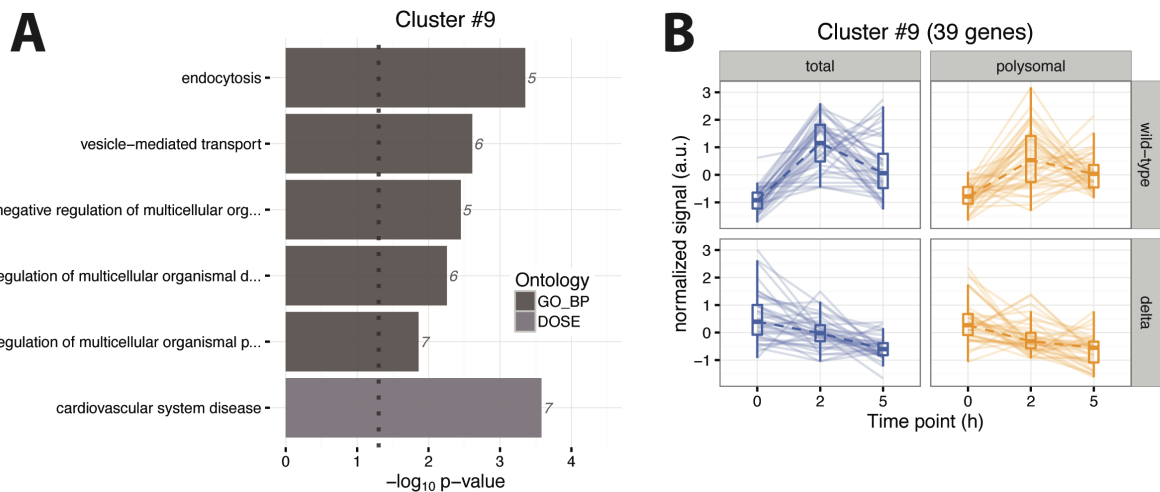 A
Cluster #9
endocytosis
5
vesicle−mediated transport
6
negative regulation of multicellular org...
5
egulation of multicellular organismal d...
6
egulation of multicellular organismal p...
7
cardiovascular system disease
7
Ontology
GO_BP
DOSE
0 1 2 3 4
−log10 p−value
B
Cluster #9 (39 genes)
total polysomal
3
2
1
0
−1
wild−type
3
2
1
0
−1
delta
normalized signal (a.u.)
0 2 5 0 2 5
Time point (h)